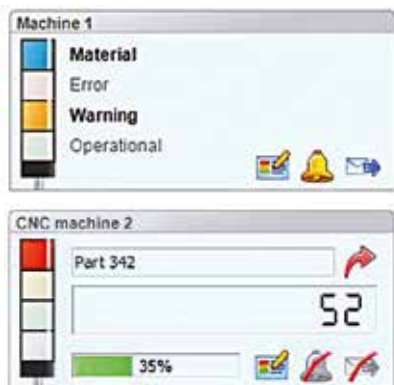 Machine 1
Material
Error
Warning
Operational
CNC machine 2
Part 342
52
35%